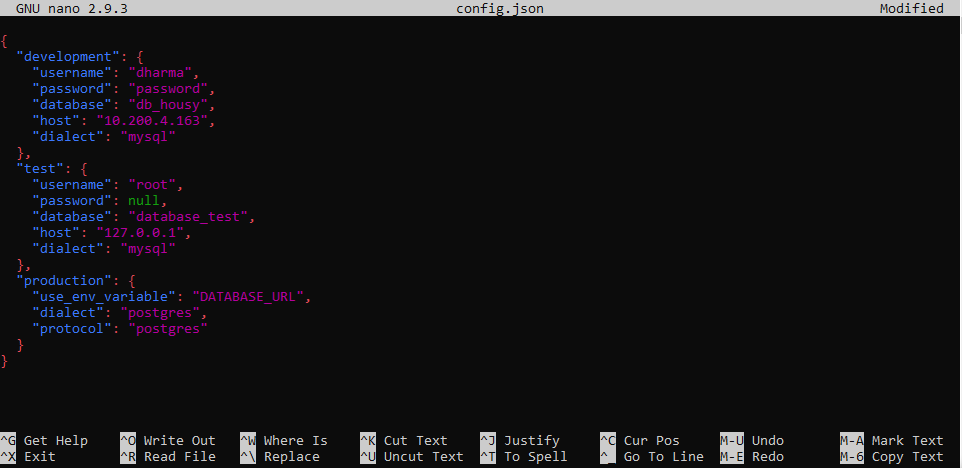 GNU nano 2.9.3 config.json Modified
{
  "development": {
    "username": "dharma",
    "password": "password",
    "database": "db_housy",
    "host": "10.200.4.163",
    "dialect": "mysql"
  },
  "test": {
    "username": "root",
    "password": null,
    "database": "database_test",
    "host": "127.0.0.1",
    "dialect": "mysql"
  },
  "production": {
    "use_env_variable": "DATABASE_URL",
    "dialect": "postgres",
    "protocol": "postgres"
  }
}
^G Get Help ^O Write Out ^W Where Is ^K Cut Text ^J Justify ^C Cur Pos M-U Undo M-A Mark Text
^X Exit ^R Read File ^\ Replace ^U Uncut Text ^T To Spell ^_ Go To Line M-E Redo M-6 Copy Text